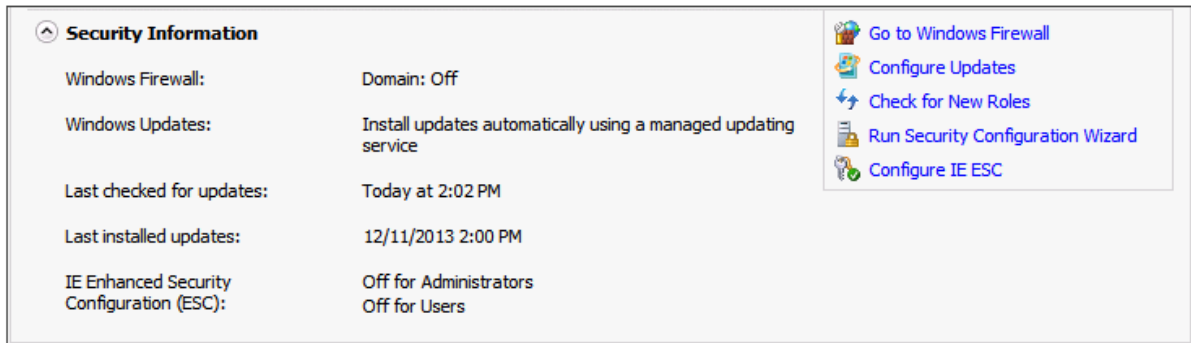 Security Information
Windows Firewall: Domain: Off
Windows Updates: Install updates automatically using a managed updating
service
Last checked for updates: Today at 2:02 PM
Last installed updates: 12/11/2013 2:00 PM
IE Enhanced Security Off for Administrators
Configuration (ESC): Off for Users
Go to Windows Firewall
Configure Updates
Check for New Roles
Run Security Configuration Wizard
Configure IE ESC